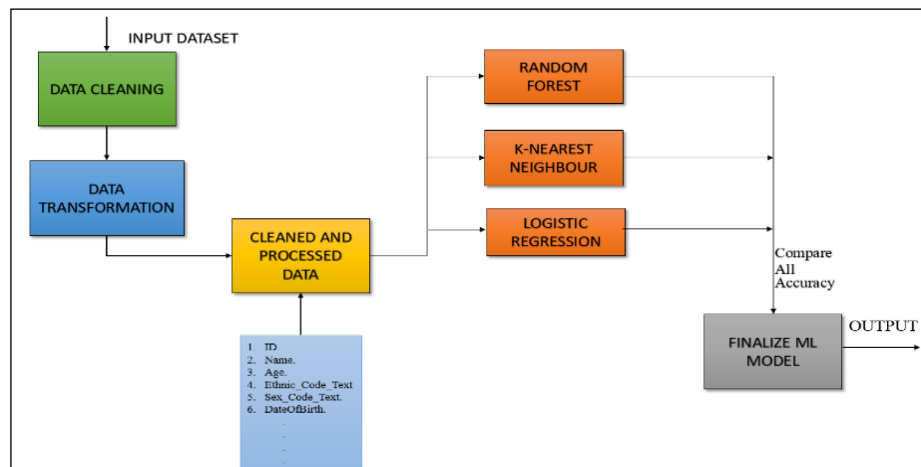 INPUT DATASET
DATA CLEANING
DATA
TRANSFORMATION
CLEANED AND
PROCESSED
DATA
1. ID
2. Name.
3. Age.
4. Ethnic_Code_Text
5. Sex_Code_Text.
6. DateOfBirth.
.
.
.
.
RANDOM
FOREST
K-NEAREST
NEIGHBOUR
LOGISTIC
REGRESSION
Compare
All
Accuracy
FINALIZE ML
MODEL
OUTPUT